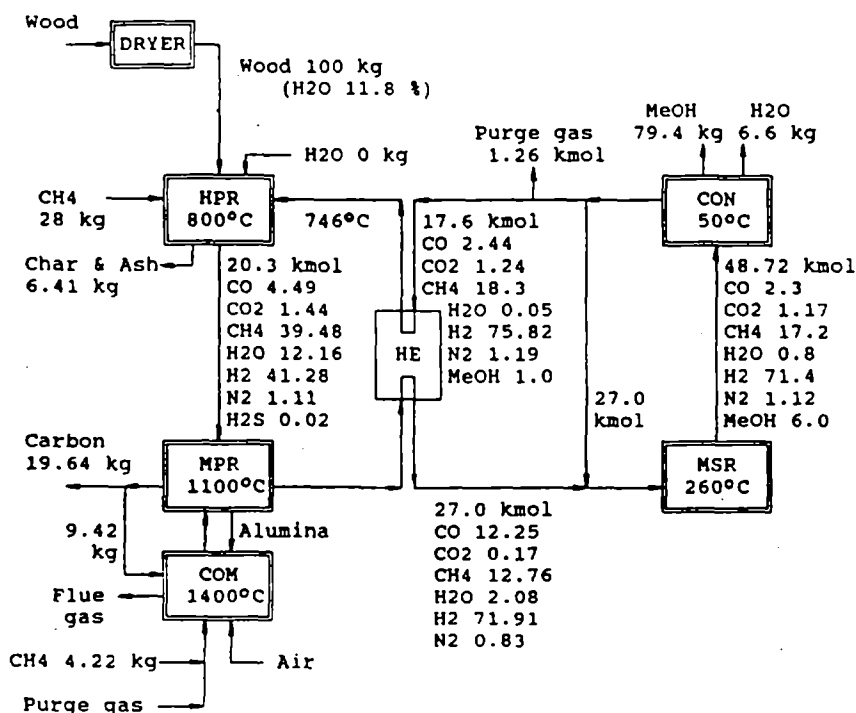 Wood
DRYER
Wood 100 kg
(H2O 11.8 %)
H2O 0 kg
CH4
28 kg
HPR
800°C
746°C
Char & Ash
6.41 kg
20.3 kmol
CO 4.49
CO2 1.44
CH4 39.48
H2O 12.16
H2 41.28
N2 1.11
H2S 0.02
Purge gas
1.26 kmol
17.6 kmol
CO 2.44
CO2 1.24
CH4 18.3
H2O 0.05
H2 75.82
N2 1.19
MeOH 1.0
HE
MeOH
79.4 kg
H2O
6.6 kg
CON
50°C
48.72 kmol
CO 2.3
CO2 1.17
CH4 17.2
H2O 0.8
H2 71.4
N2 1.12
MeOH 6.0
27.0
kmol
MSR
260°C
Carbon
19.64 kg
MPR
1100°C
9.42
kg
Alumina
COM
1400°C
Flue
gas
CH4 4.22 kg
Air
Purge gas
27.0 kmol
CO 12.25
CO2 0.17
CH4 12.76
H2O 2.08
H2 71.91
N2 0.83